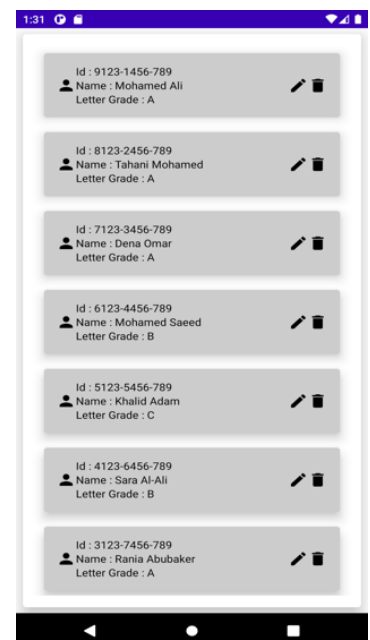 1:31
Id : 9123-1456-789
Name : Mohamed Ali
Letter Grade : A
Id : 8123-2456-789
Name : Tahani Mohamed
Letter Grade : A
Id : 7123-3456-789
Name : Dena Omar
Letter Grade : A
Id : 6123-4456-789
Name : Mohamed Saeed
Letter Grade : B
Id : 5123-5456-789
Name : Khalid Adam
Letter Grade : C
Id : 4123-6456-789
Name : Sara Al-Ali
Letter Grade : B
Id : 3123-7456-789
Name : Rania Abubaker
Letter Grade : A